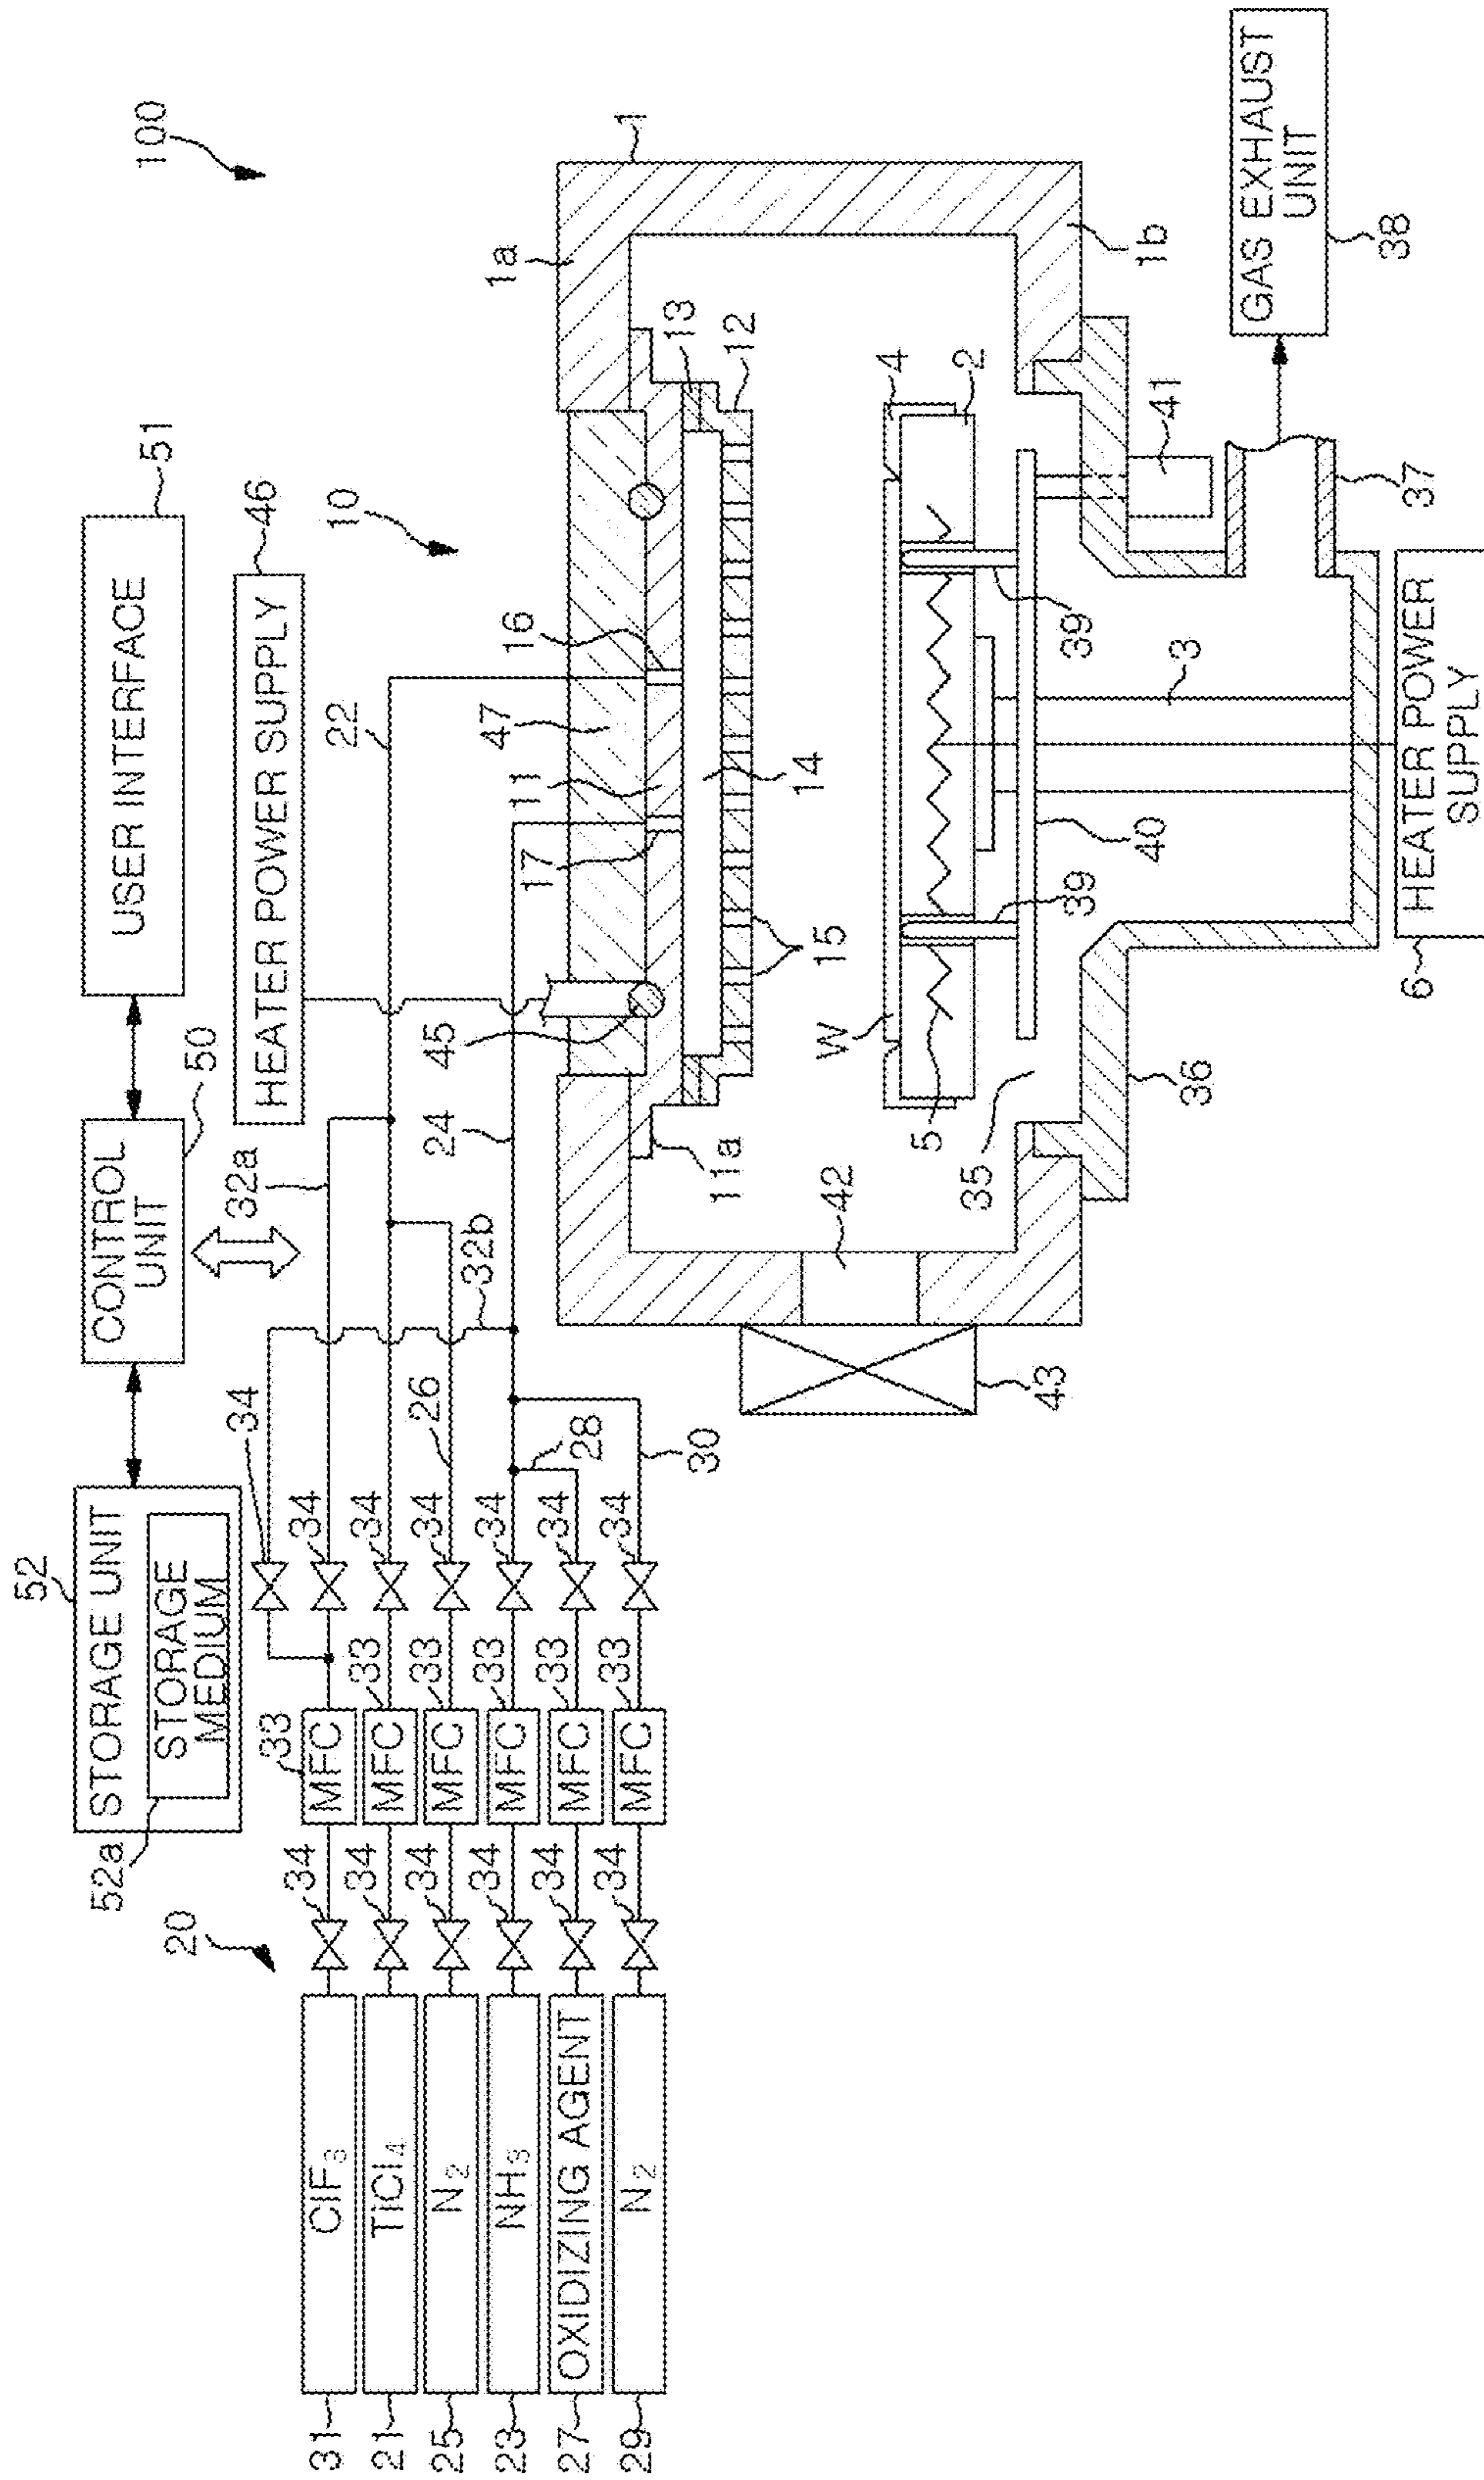 100
52
STORAGE UNIT
STORAGE
MEDIUM
52a
CONTROL
UNIT
50
USER INTERFACE
51
HEATER POWER SUPPLY
46
20
10
32a
34
22
16
47
11
17
45
24
32b
26
28
30
1a
1
13
12
14
15
11a
42
43
W
4
2
5
35
39
39
40
3
36
1b
41
37
GAS EXHAUST
UNIT
38
6
HEATER POWER
SUPPLY
31
ClF3
34
MFC
33
34
21
TiCl4
34
MFC
33
34
25
N2
34
MFC
33
34
23
NH3
34
MFC
33
34
27
OXIDIZING AGENT
34
MFC
33
34
29
N2
34
MFC
33
34